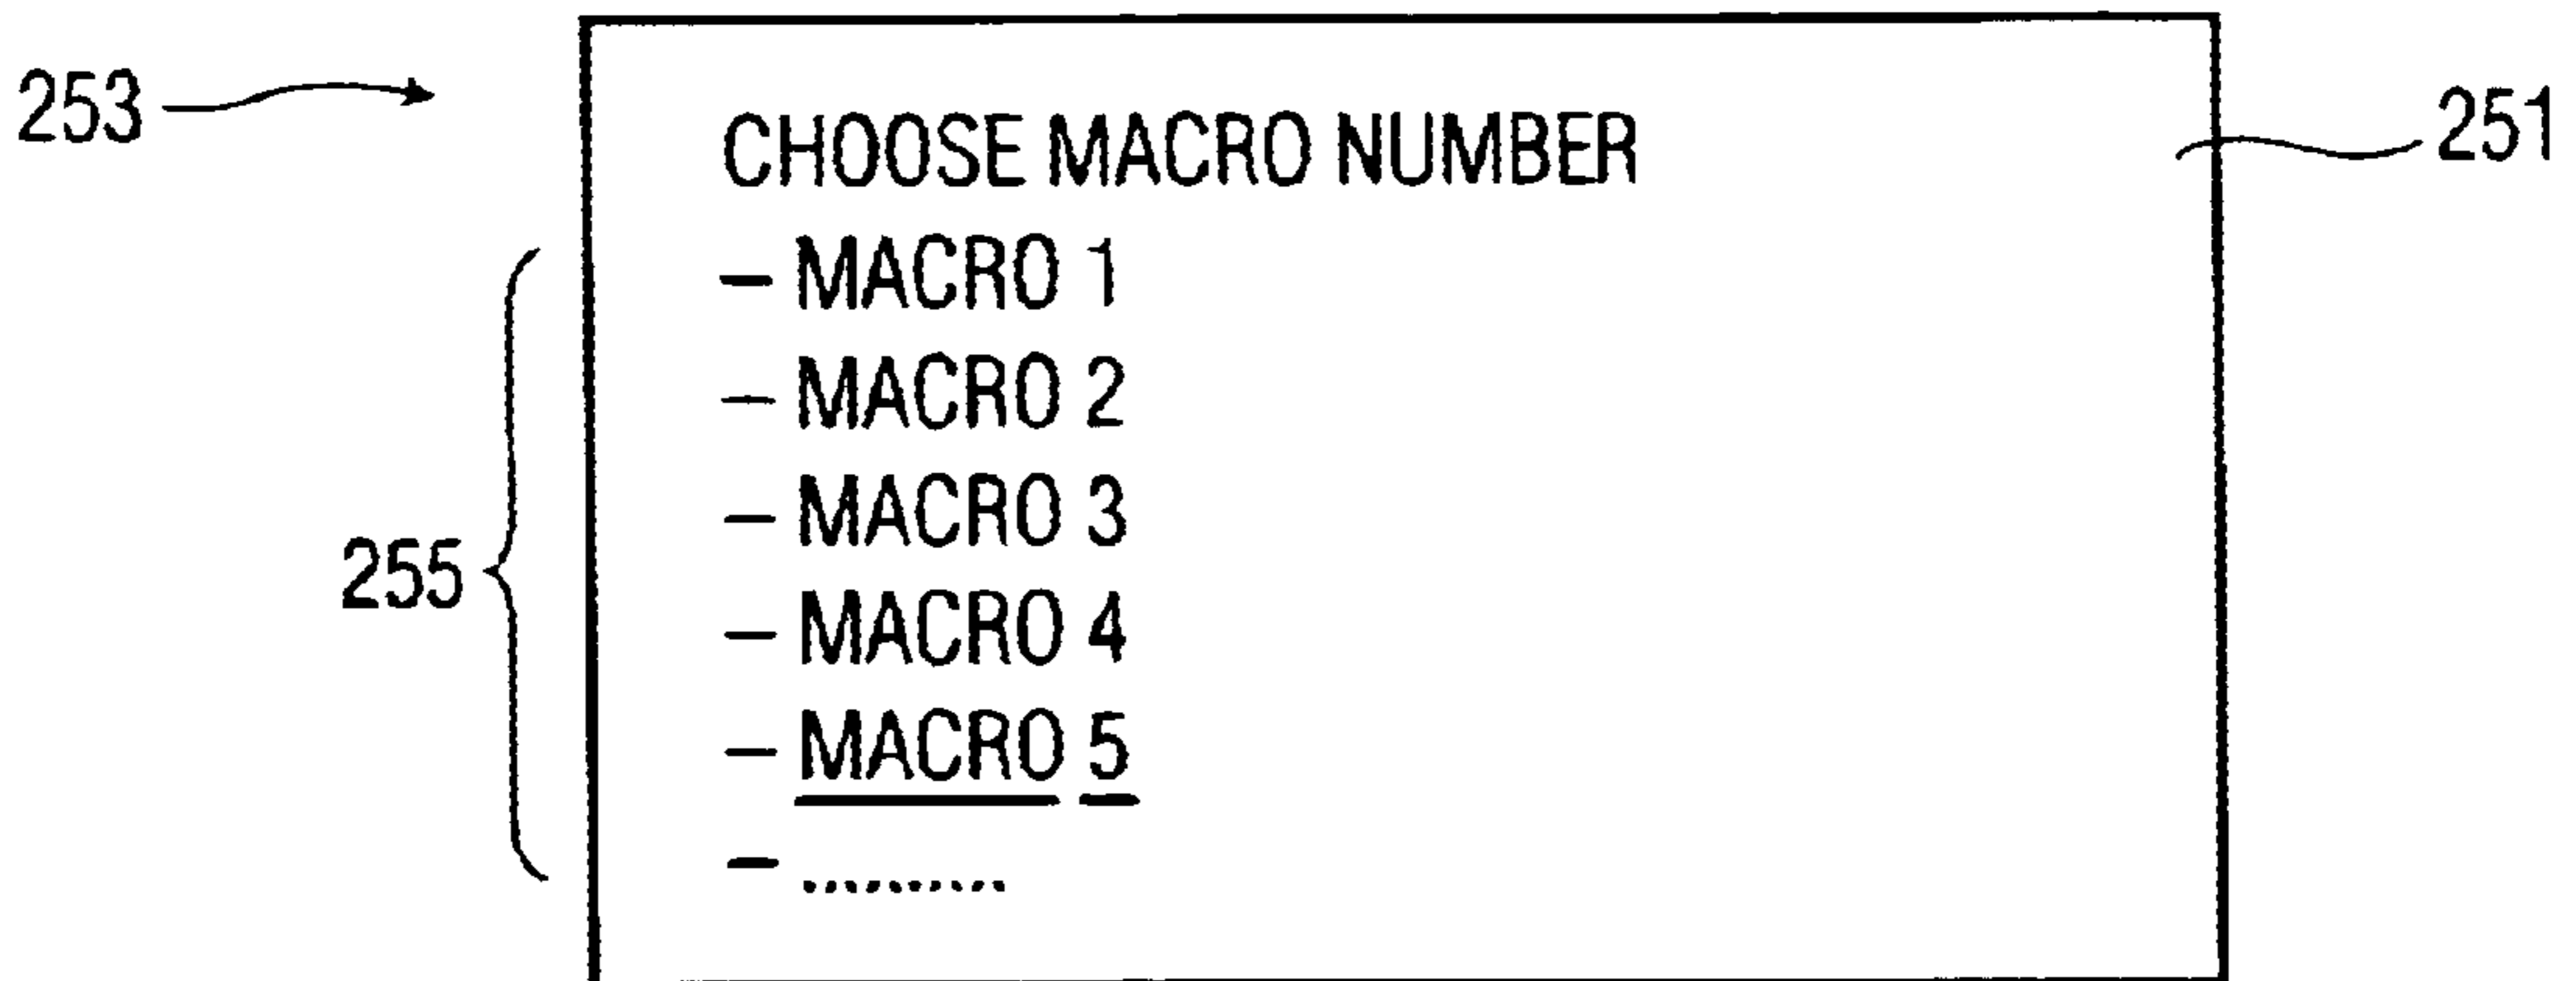 253
CHOOSE MACRO NUMBER
251
– MACRO 1
– MACRO 2
– MACRO 3
255
– MACRO 4
– MACRO 5
– .........